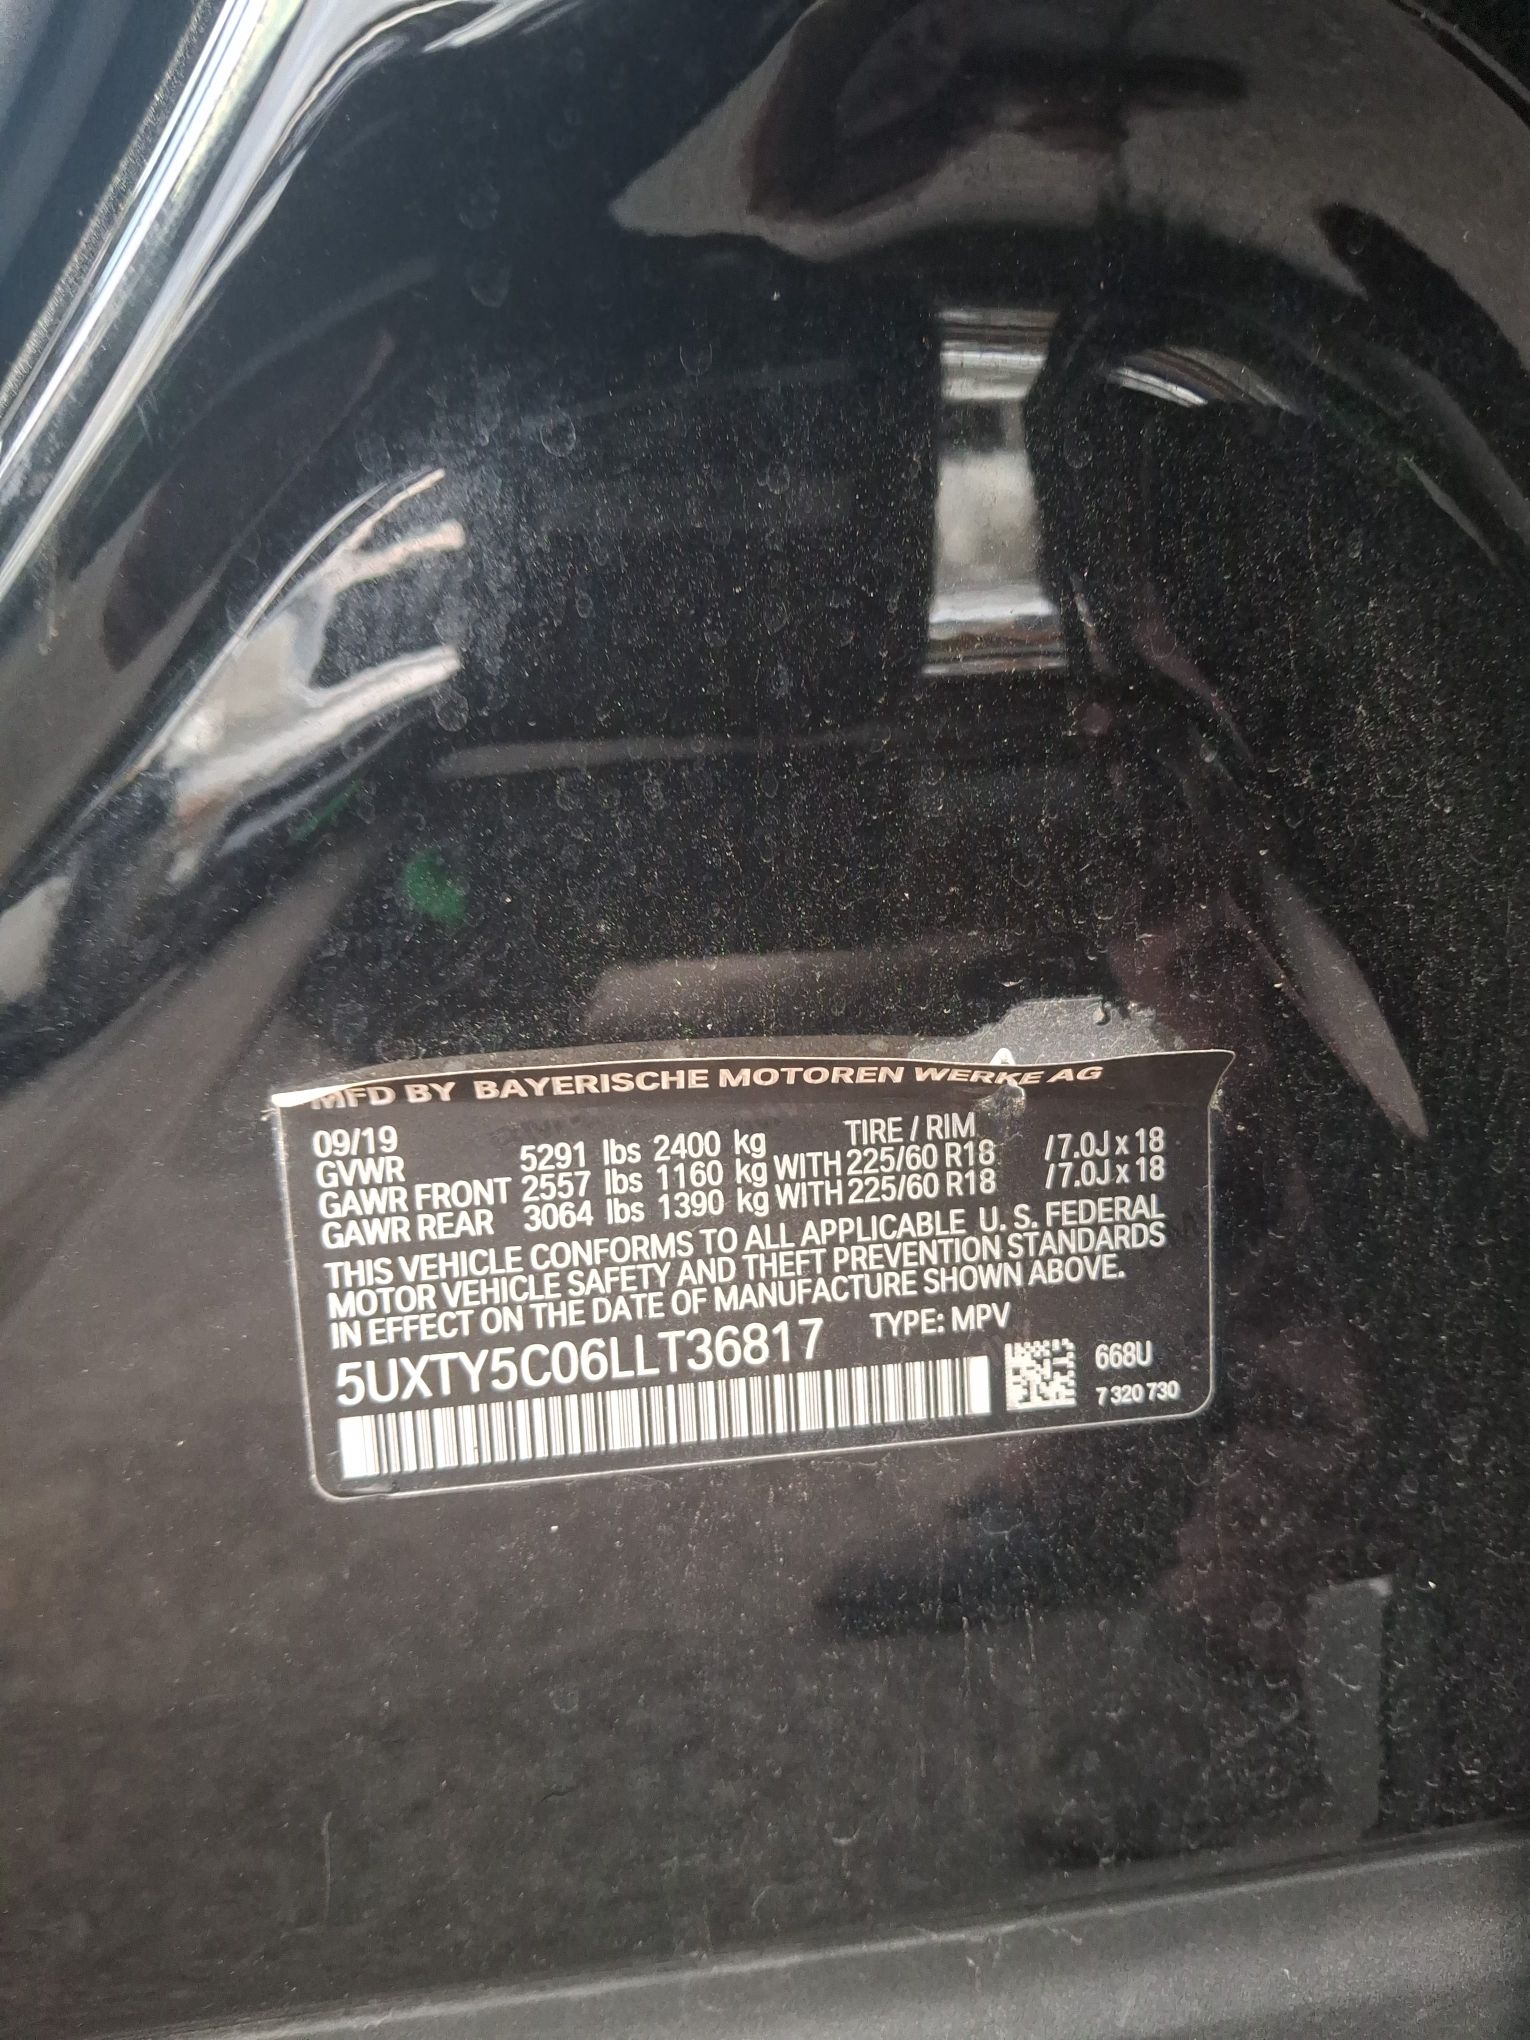 MFD BY BAYERISCHE MOTOREN WERKE AG
09/19 TIRE / RIM
GVWR 5291 lbs 2400 kg
GAWR FRONT 2557 lbs 1160 kg WITH 225/60 R18 /7.0J x 18
GAWR REAR 3064 lbs 1390 kg WITH 225/60 R18 /7.0J x 18
THIS VEHICLE CONFORMS TO ALL APPLICABLE U. S. FEDERAL
MOTOR VEHICLE SAFETY AND THEFT PREVENTION STANDARDS
IN EFFECT ON THE DATE OF MANUFACTURE SHOWN ABOVE.
5UXTY5C06LLT36817 TYPE: MPV
668U
7 320 730